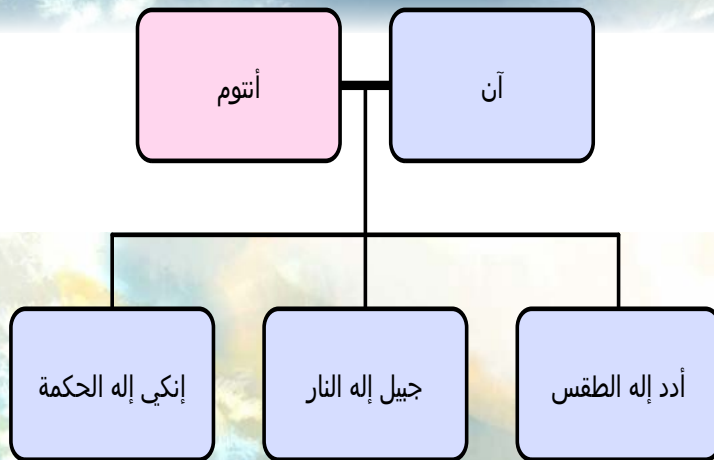 آن
أنتوم
أدد إله الطقس
جبيل إله النار
إنكي إله الحكمة